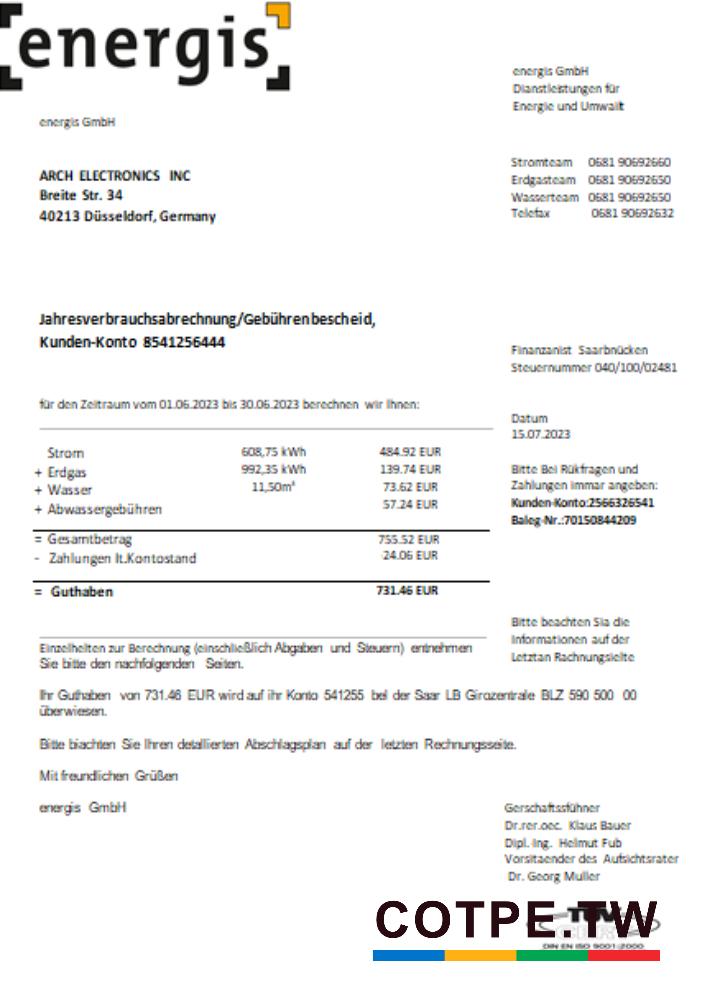 energis
energis GmbH
Dianstleistungen für
Energie und Umwalt
energis GmbH
Stromteam 0681 90692660
Erdgasteam 0681 90692650
Wasserteam 0681 90692650
Telefax 0681 90692632
ARCH ELECTRONICS INC
Breite Str. 34
40213 Düsseldorf, Germany
Jahresverbrauchsabrechnung/Gebührenbescheid,
Kunden-Konto 8541256444
Finanzanist Saarbnücken
Steuernummer 040/100/02481
für den Zeitraum vom 01.06.2023 bis 30.06.2023 berechnen wir Ihnen:
Datum
15.07.2023
Strom 608,75 kWh 484.92 EUR
+ Erdgas 992,35 kWh 139.74 EUR
+ Wasser 11,50m³ 73.62 EUR
+ Abwassergebühren 57.24 EUR
Bitte Bei Rükfragen und
Zahlungen immar angeben:
Kunden-Konto:2566326541
Baleg-Nr.:70150844209
= Gesamtbetrag 755.52 EUR
- Zahlungen lt.Kontostand -24.06 EUR
= Guthaben 731.46 EUR
Bitte beachten Sia die
Informationen auf der
Letztan Rachnungsielte
Einzelhelten zur Berechnung (einschließlich Abgaben und Steuern) entnehmen
Sie bitte den nachfolgenden Seiten.
Ihr Guthaben von 731.46 EUR wird auf ihr Konto 541255 bel der Saar LB Girozentrale BLZ 590 500 00
überwiesen.
Bitte biachten Sie Ihren detallierten Abschlagsplan auf der letzten Rechnungsseite.
Mit freundlichen Grüßen
energis GmbH
Gerschaftssführer
Dr.rer.oec. Klaus Bauer
Dipl. Ing. Helmut Fub
Vorsitaender des Aufsichtsrater
Dr. Georg Muller
COTPE.TW
DIN EN ISO 9001:2000